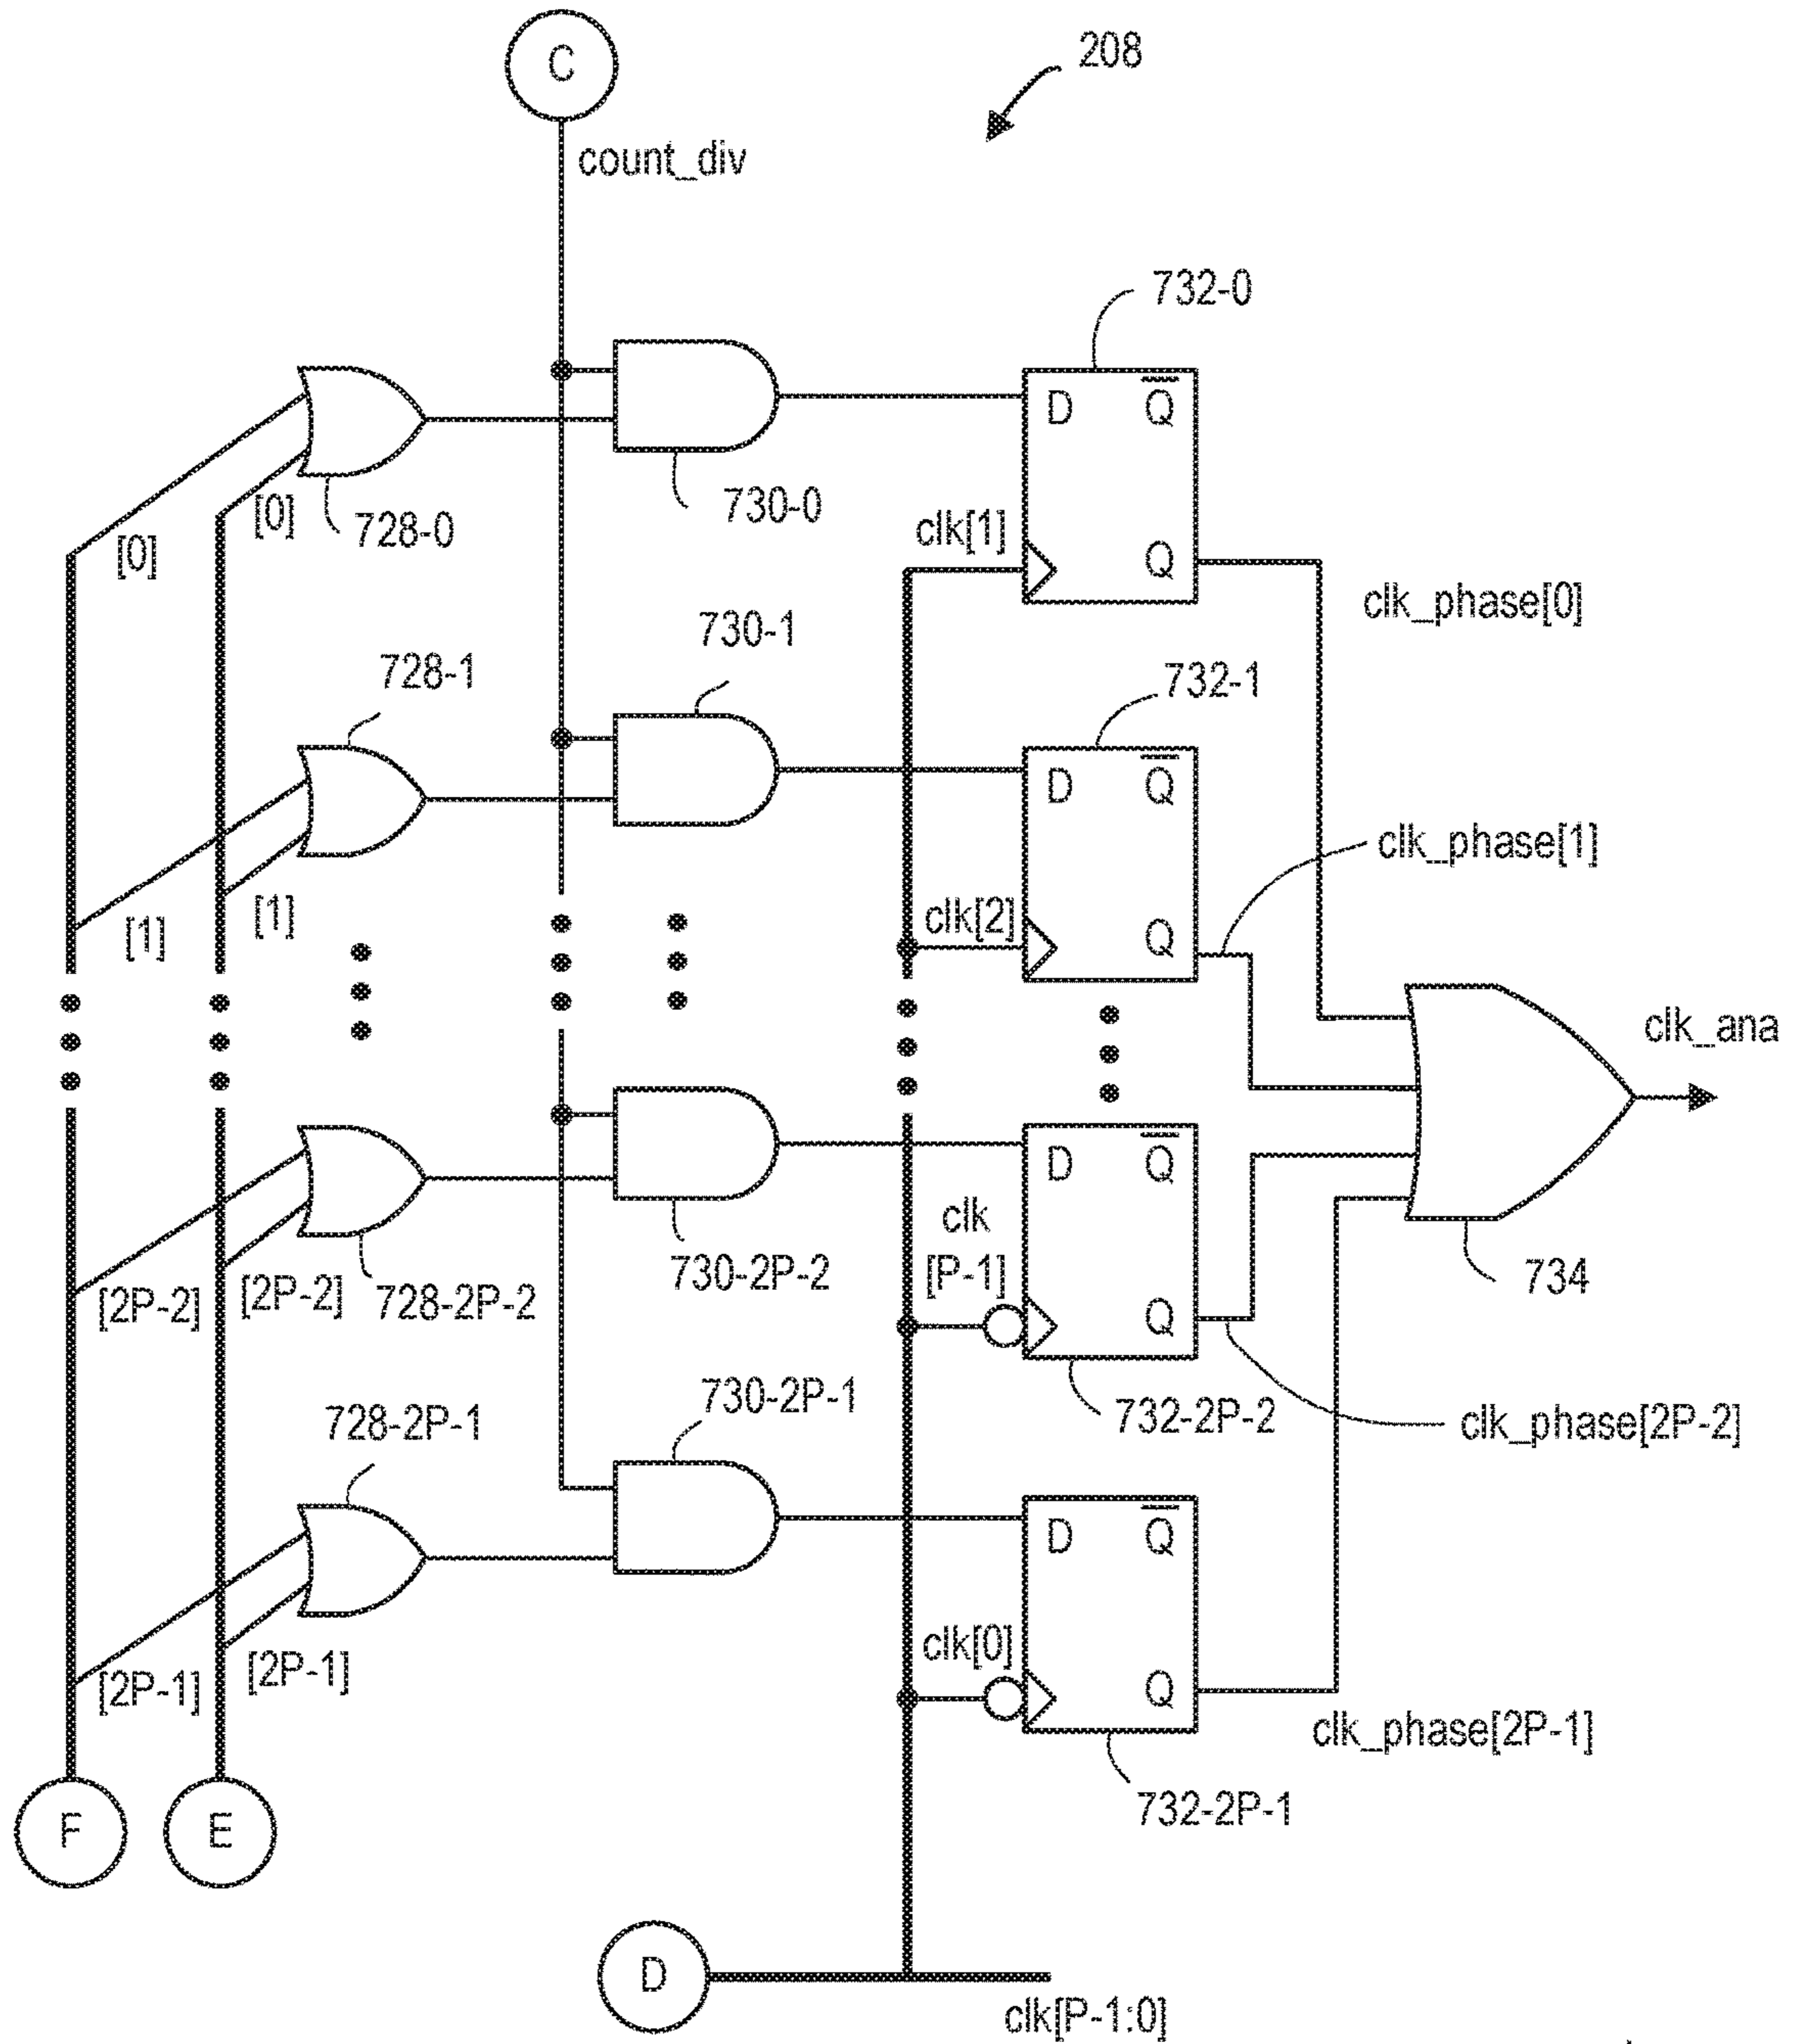 C
208
count_div
732-0
D Q
[0]
[0]
728-0
730-0
clk[1]
Q
clk_phase[0]
730-1
728-1
732-1
D Q
clk_phase[1]
[1]
[1]
clk[2]
Q
clk_ana
D Q
clk
[P-1]
[2P-2]
[2P-2]
728-2P-2
730-2P-2
Q
734
732-2P-2
clk_phase[2P-2]
730-2P-1
728-2P-1
D Q
clk[0]
[2P-1]
[2P-1]
Q
clk_phase[2P-1]
732-2P-1
F
E
D
clk[P-1:0]